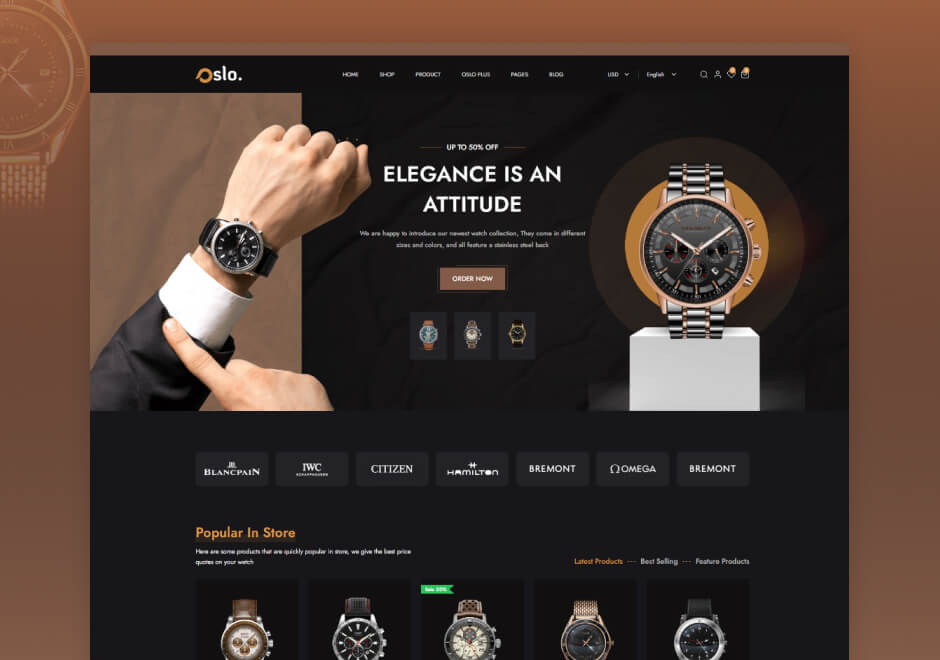 Oslo.
HOME SHOP PRODUCT OSLO PLUS PAGES BLOG USD English
UP TO 50% OFF
ELEGANCE IS AN
ATTITUDE
We are happy to introduce our newest watch collection, They come in different
sizes and colors, and all feature a stainless steel back
ORDER NOW
JB
BLANCPAIN
IWC
SCHAFFHAUSEN
CITIZEN
HAMILTON
BREMONT
OMEGA
BREMONT
Popular In Store
Here are some products that are quickly popular in store, we give the best price
quotes on your watch
Latest Products --- Best Selling --- Feature Products
Sale 20%